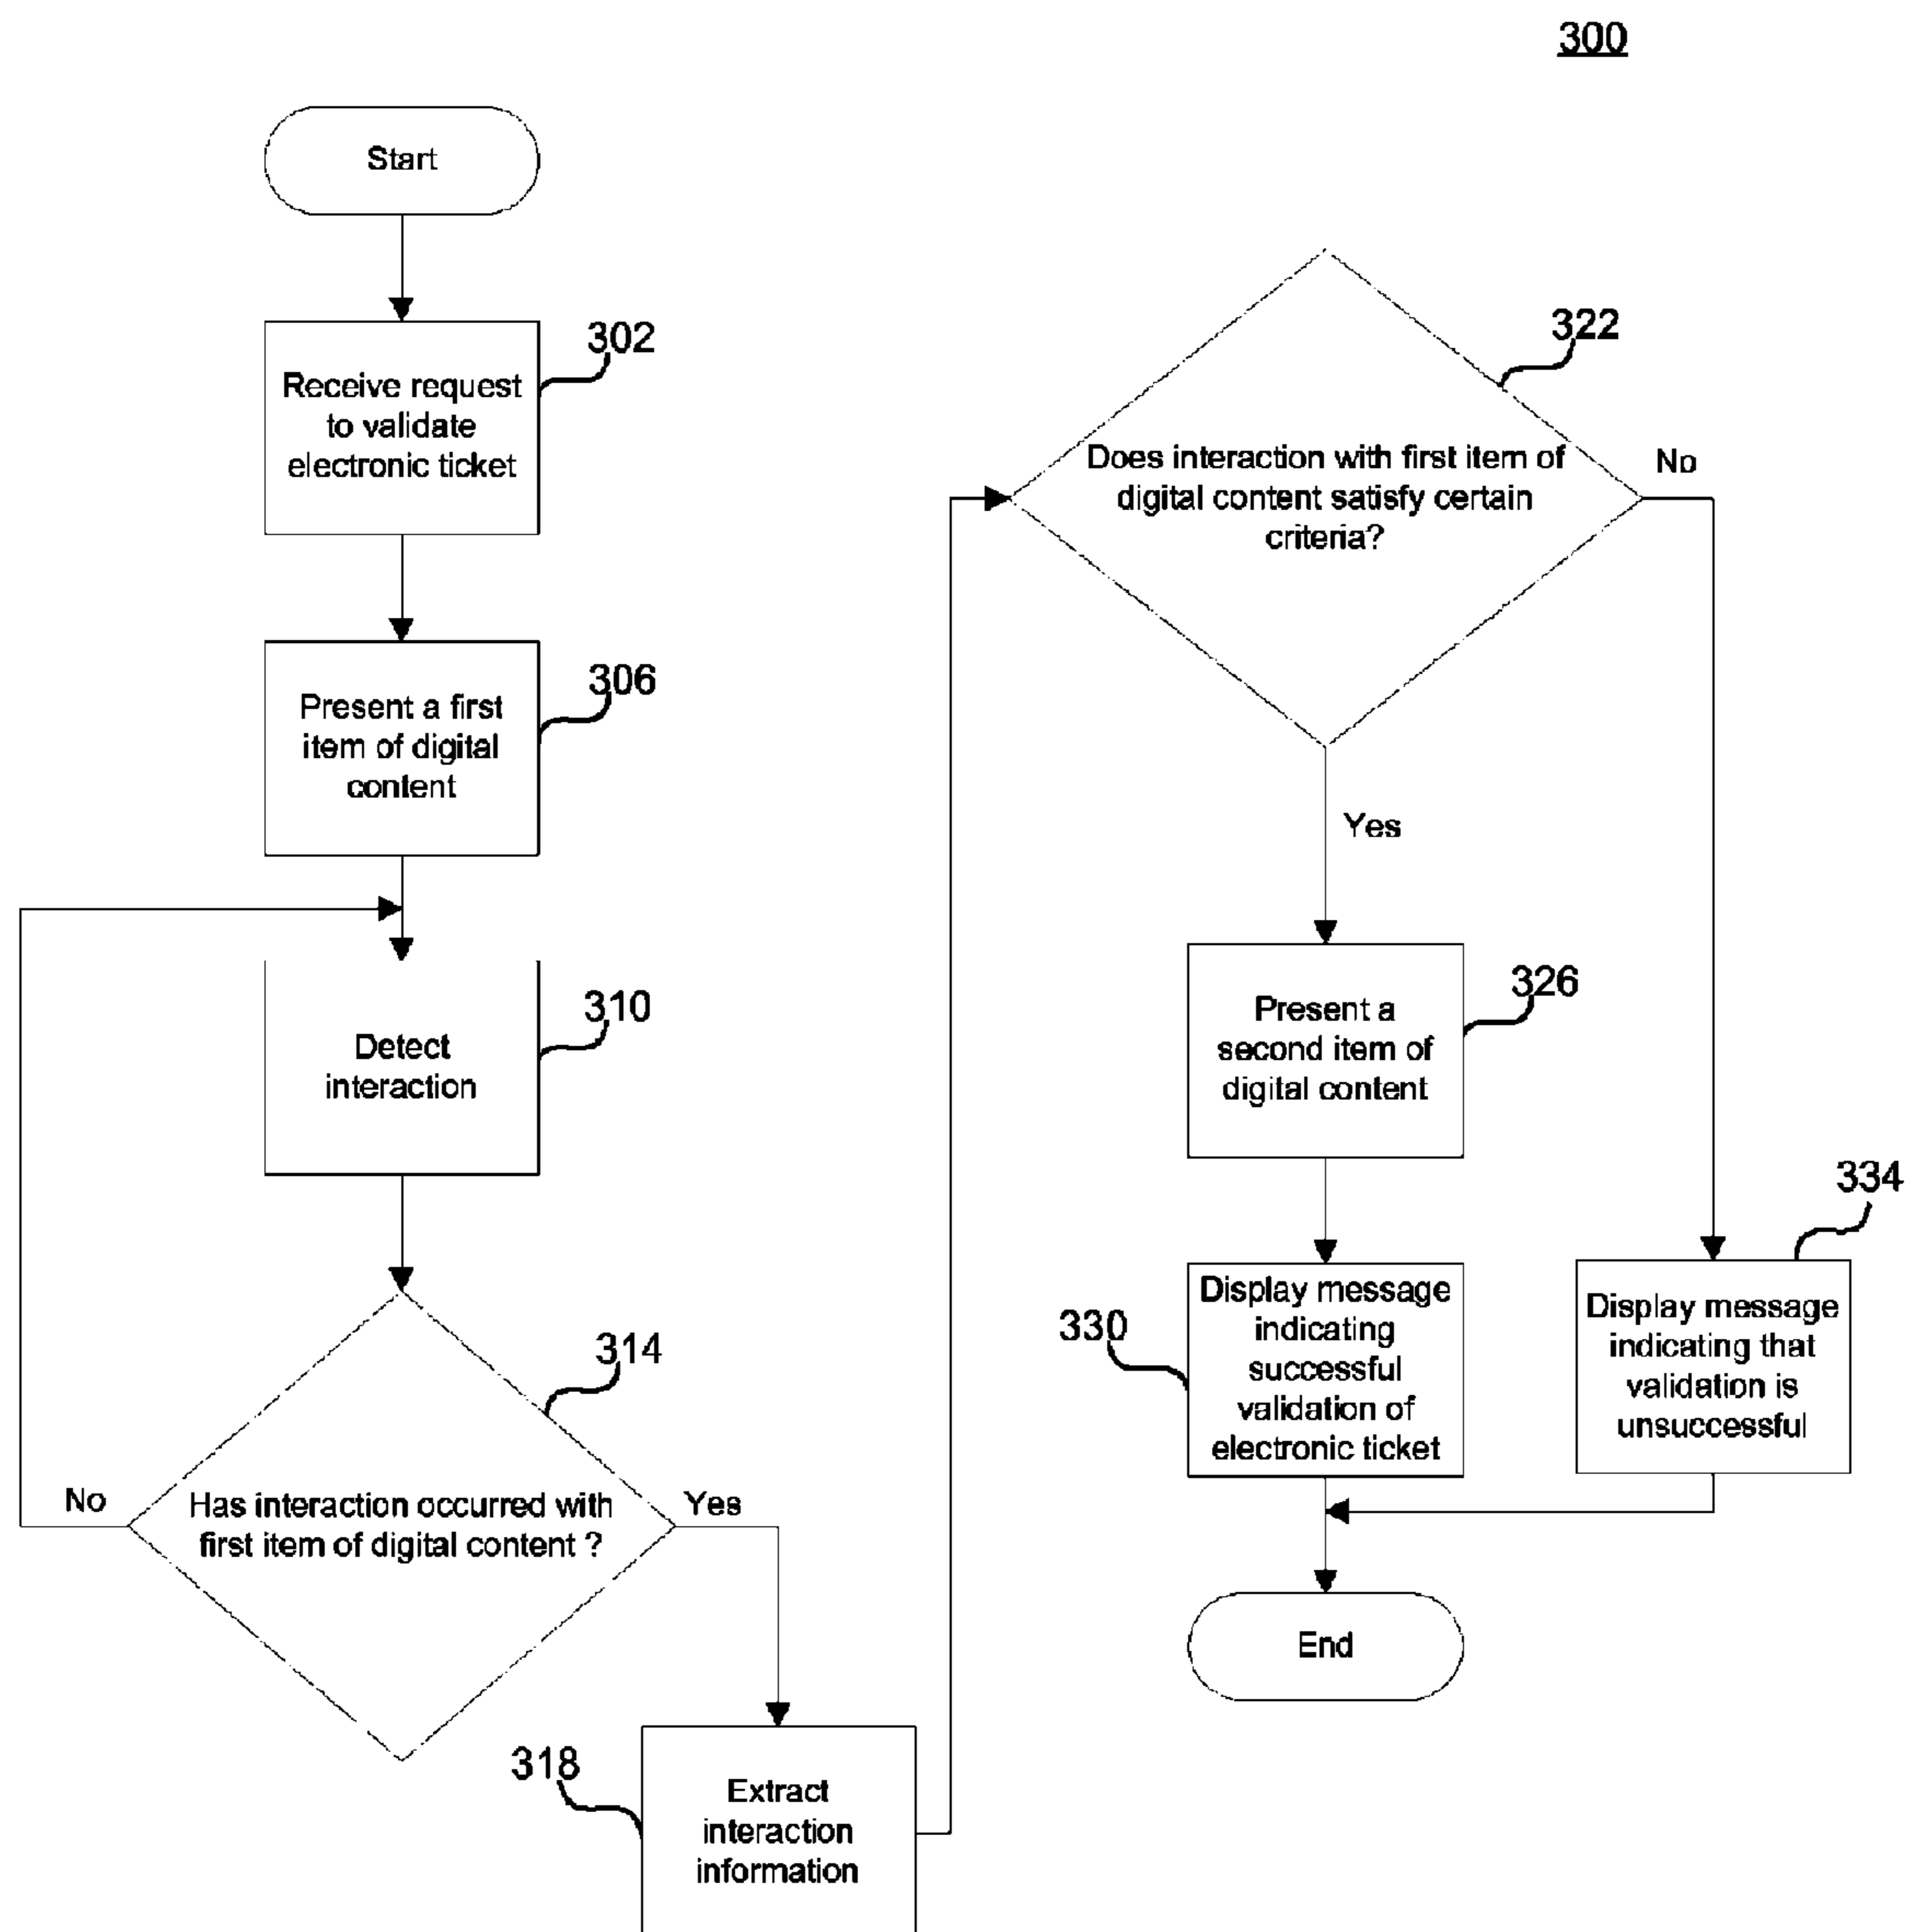 300
Start
302
Receive request
to validate
electronic ticket
306
Present a first
item of digital
content
310
Detect
interaction
314
Has interaction occurred with
first item of digital content ?
No
Yes
318
Extract
interaction
information
322
Does interaction with first item of
digital content satisfy certain
criteria?
No
Yes
326
Present a
second item of
digital content
330
Display message
indicating
successful
validation of
electronic ticket
334
Display message
indicating that
validation is
unsuccessful
End